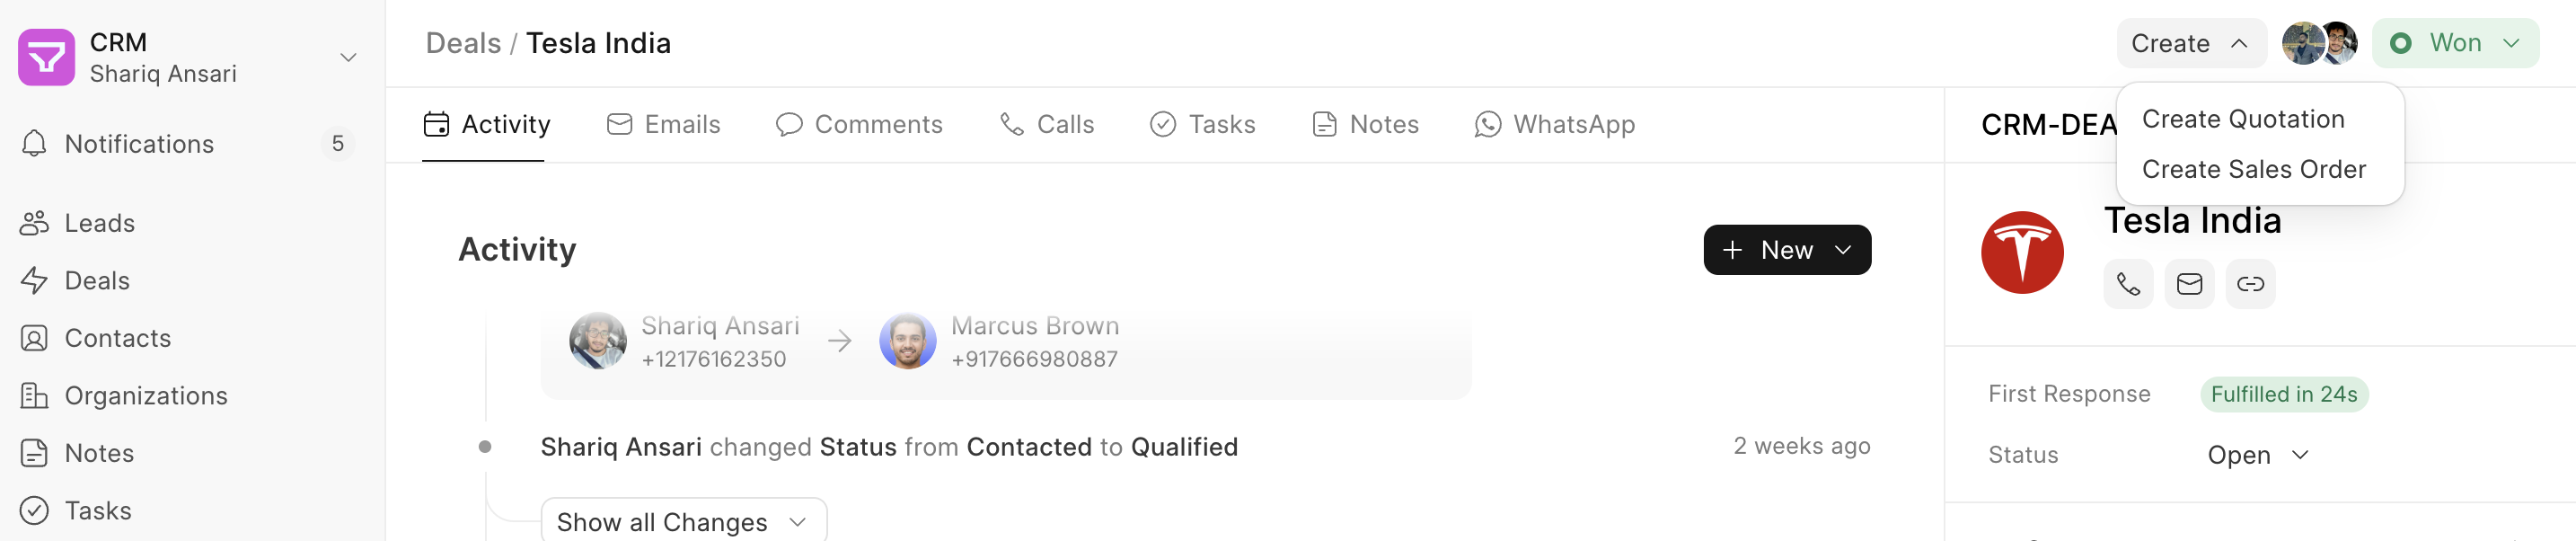 CRM
Shariq Ansari
Notifications 5
Leads
Deals
Contacts
Organizations
Notes
Tasks
Deals / Tesla India
Create
Won
Create Quotation
Create Sales Order
Activity Emails Comments Calls Tasks Notes WhatsApp
CRM-DEA
Activity
New
Shariq Ansari
+12176162350
Marcus Brown
+917666980887
Shariq Ansari changed Status from Contacted to Qualified
2 weeks ago
Show all Changes
Tesla India
First Response Fulfilled in 24s
Status Open